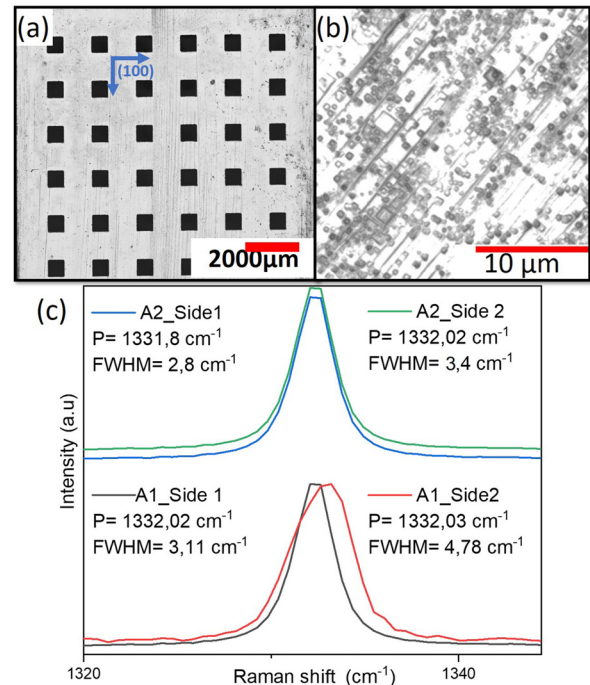 (a)
(100)
2000µm
(b)
10 µm
(c)
A2_Side1
P= 1331,8 cm-1
FWHM= 2,8 cm-1
A2_Side 2
P= 1332,02 cm-1
FWHM= 3,4 cm-1
A1_Side 1
P= 1332,02 cm-1
FWHM= 3,11 cm-1
A1_Side2
P= 1332,03 cm-1
FWHM= 4,78 cm-1
Intensity (a.u)
1320
1340
Raman shift (cm-1)